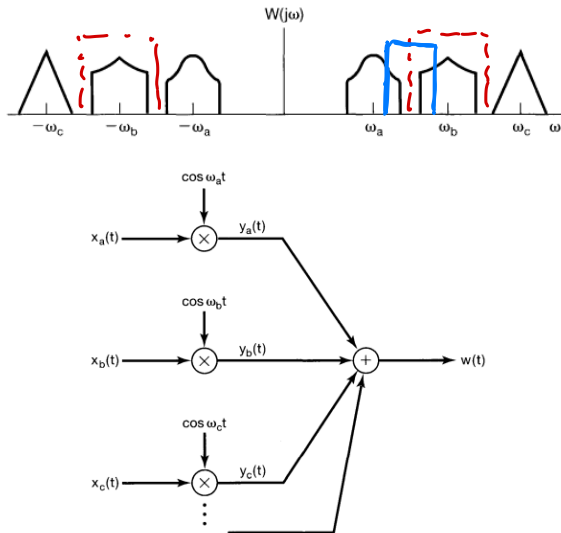 W(jω)
−ω_c −ω_b −ω_a ω_a ω_b ω_c ω
cos ω_a t
x_a(t) × y_a(t)
cos ω_b t
x_b(t) × y_b(t) + w(t)
cos ω_c t
x_c(t) × y_c(t)